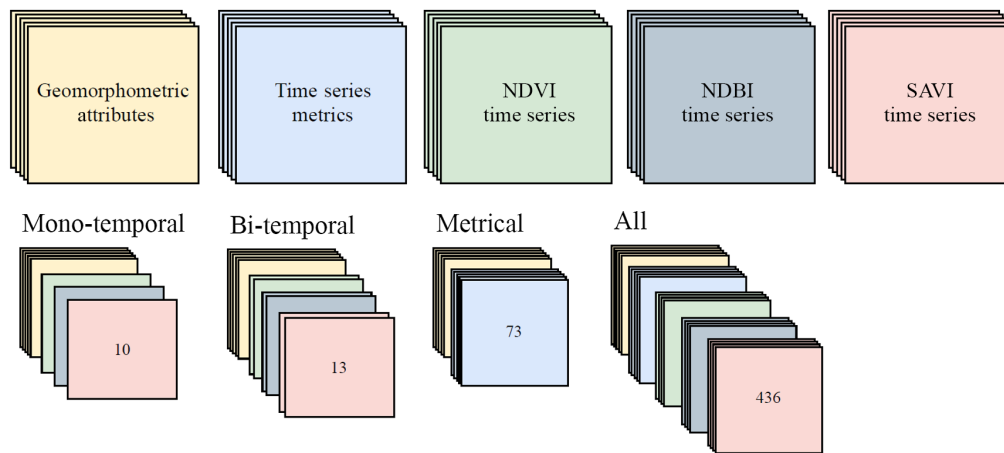 Geomorphometric
attributes
Time series
metrics
NDVI
time series
NDBI
time series
SAVI
time series
Mono-temporal
Bi-temporal
Metrical
All
10
13
73
436